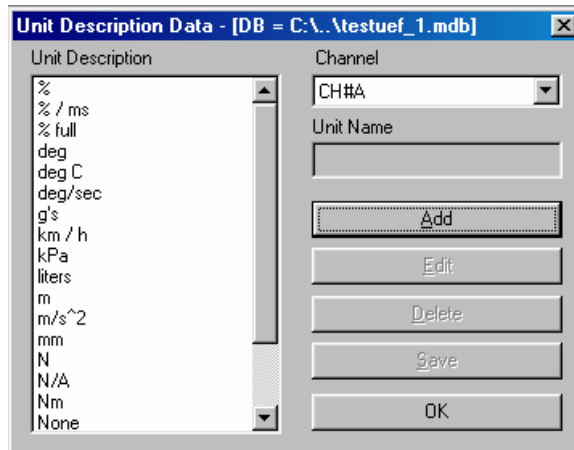 Unit Description Data - [DB = C:\..\testuef_1.mdb]
Unit Description
%
% / ms
% full
deg
deg C
deg/sec
g's
km / h
kPa
liters
m
m/s^2
mm
N
N/A
Nm
None
Channel
CH#A
Unit Name
Add
Edit
Delete
Save
OK